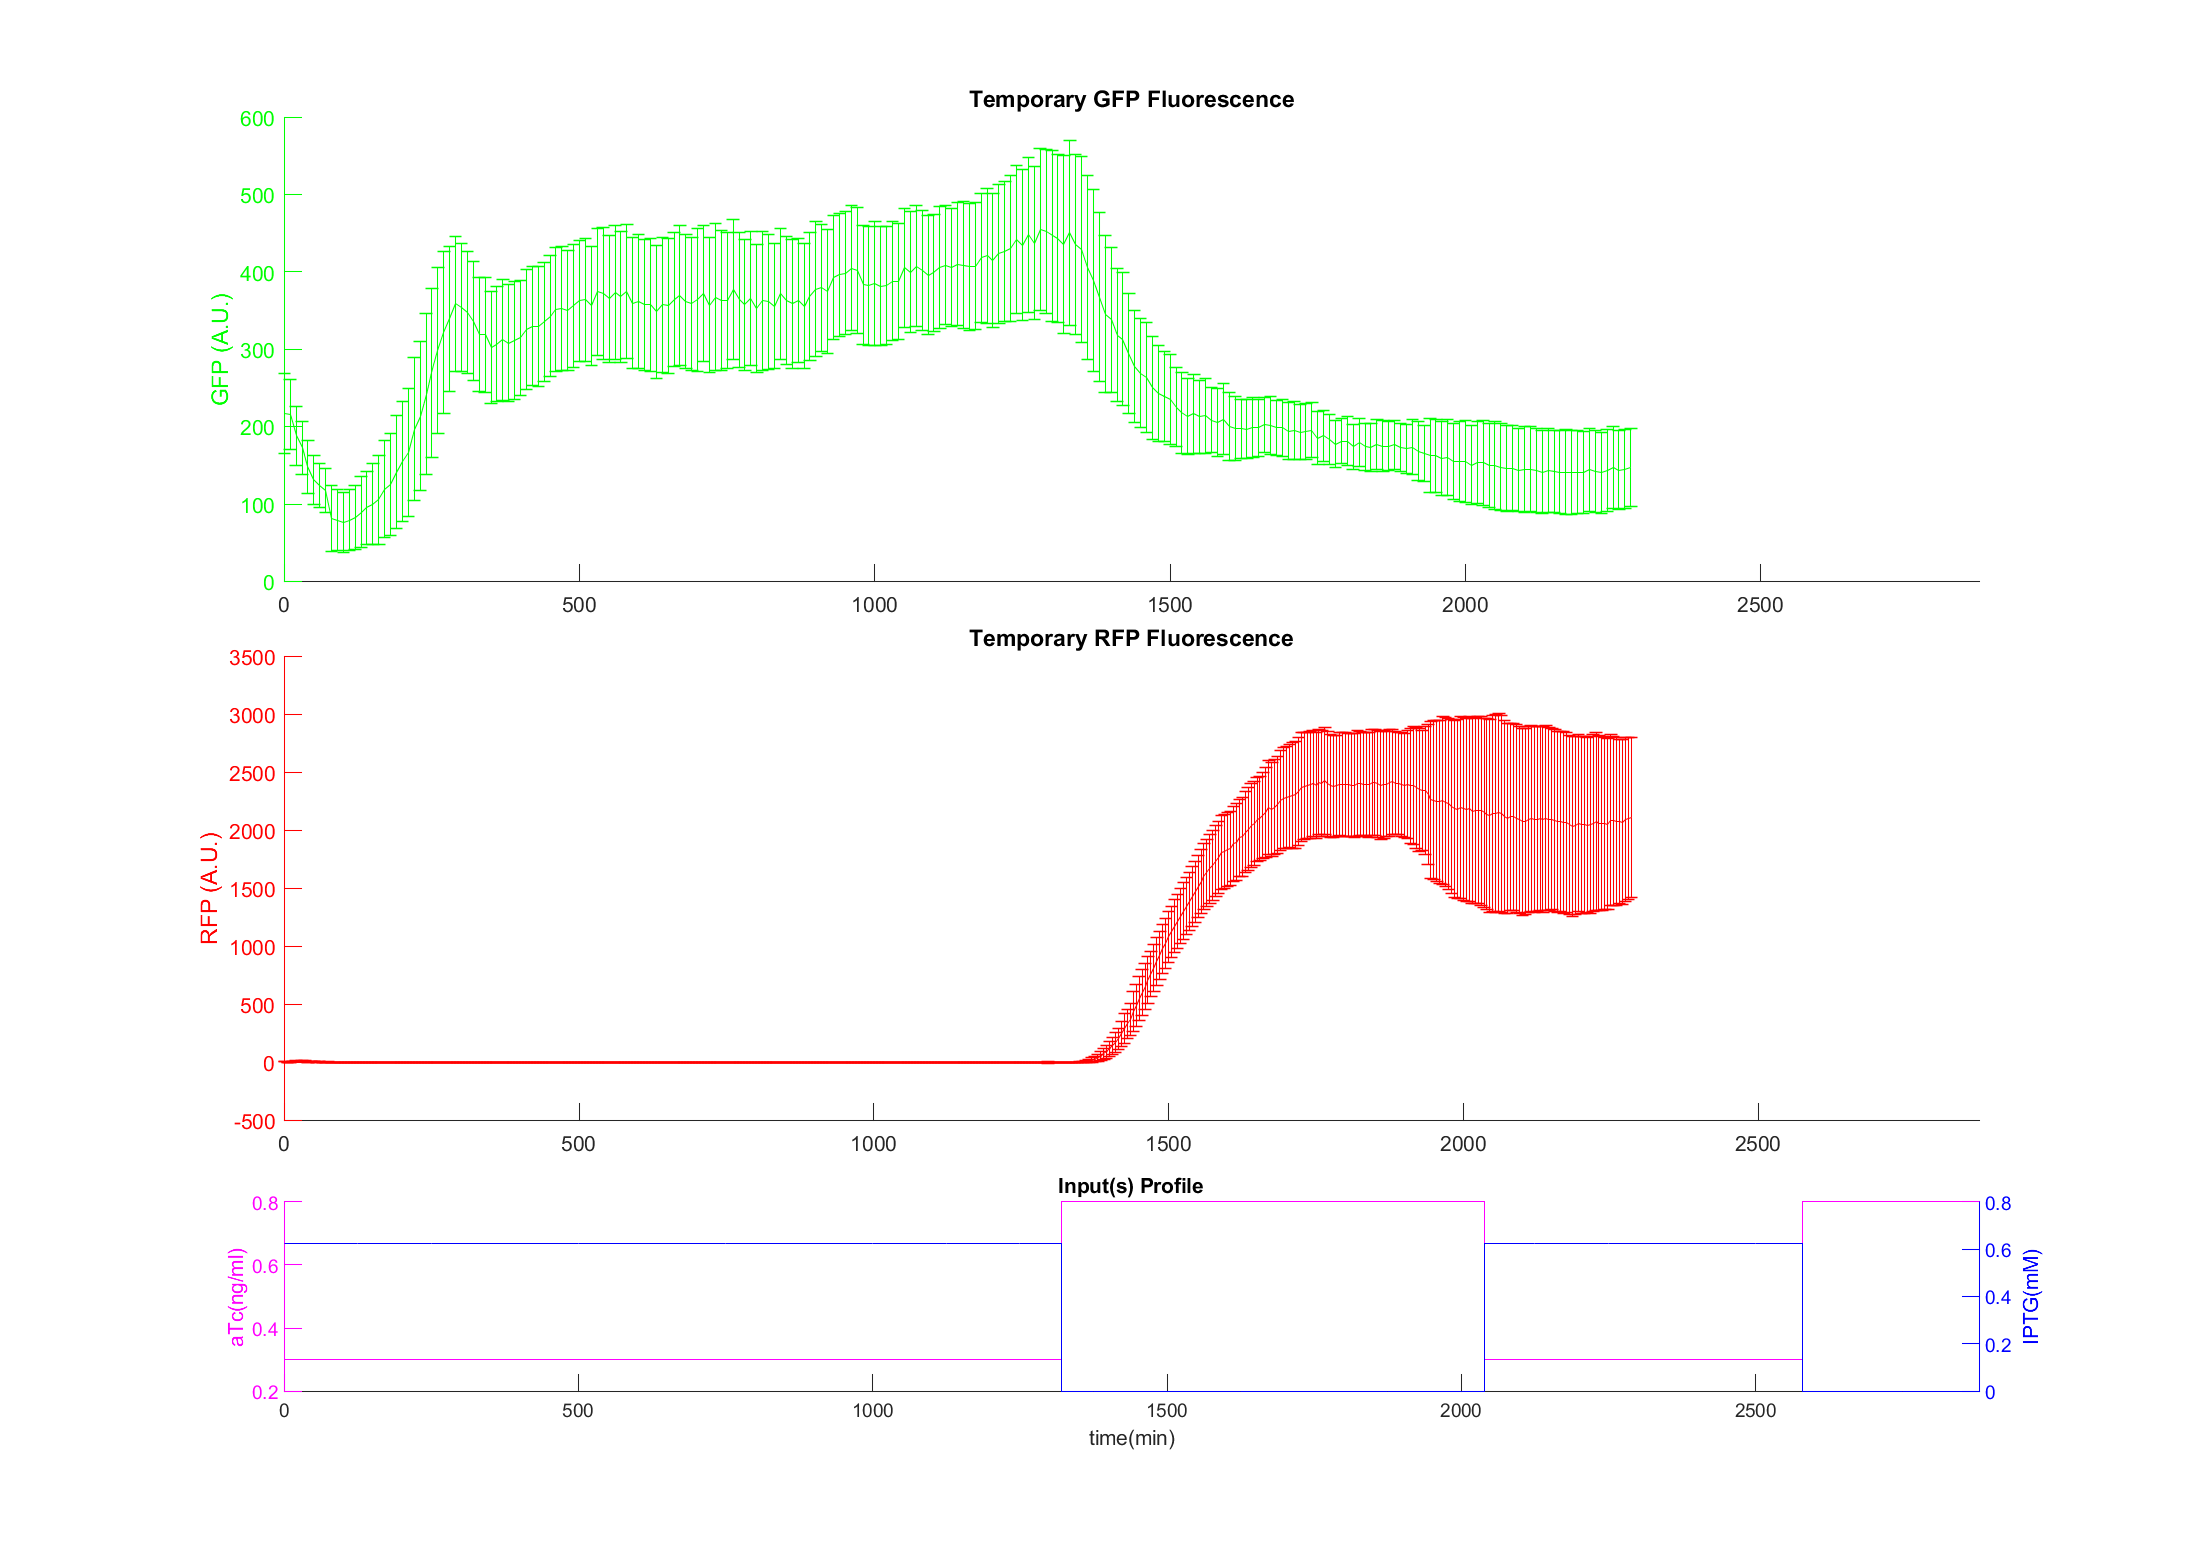 Temporary GFP Fluorescence
600
500
400
300
200
100
0
GFP (A.U.)
0 500 1000 1500 2000 2500
Temporary RFP Fluorescence
3500
3000
2500
2000
1500
1000
500
0
-500
RFP (A.U.)
0 500 1000 1500 2000 2500
Input(s) Profile
0.8
0.6
0.4
0.2
aTc(ng/ml)
0.8
0.6
0.4
0.2
0
IPTG(mM)
0 500 1000 1500 2000 2500
time(min)